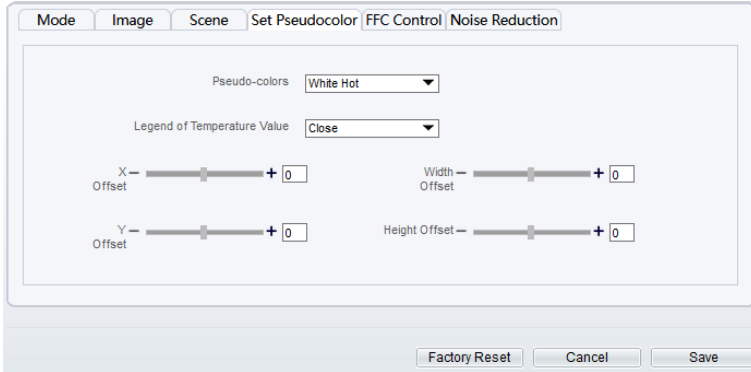 Mode Image Scene Set Pseudocolor FFC Control Noise Reduction
Pseudo-colors White Hot
Legend of Temperature Value Close
X Offset 0 Width Offset 0
Y Offset 0 Height Offset 0
Factory Reset Cancel Save